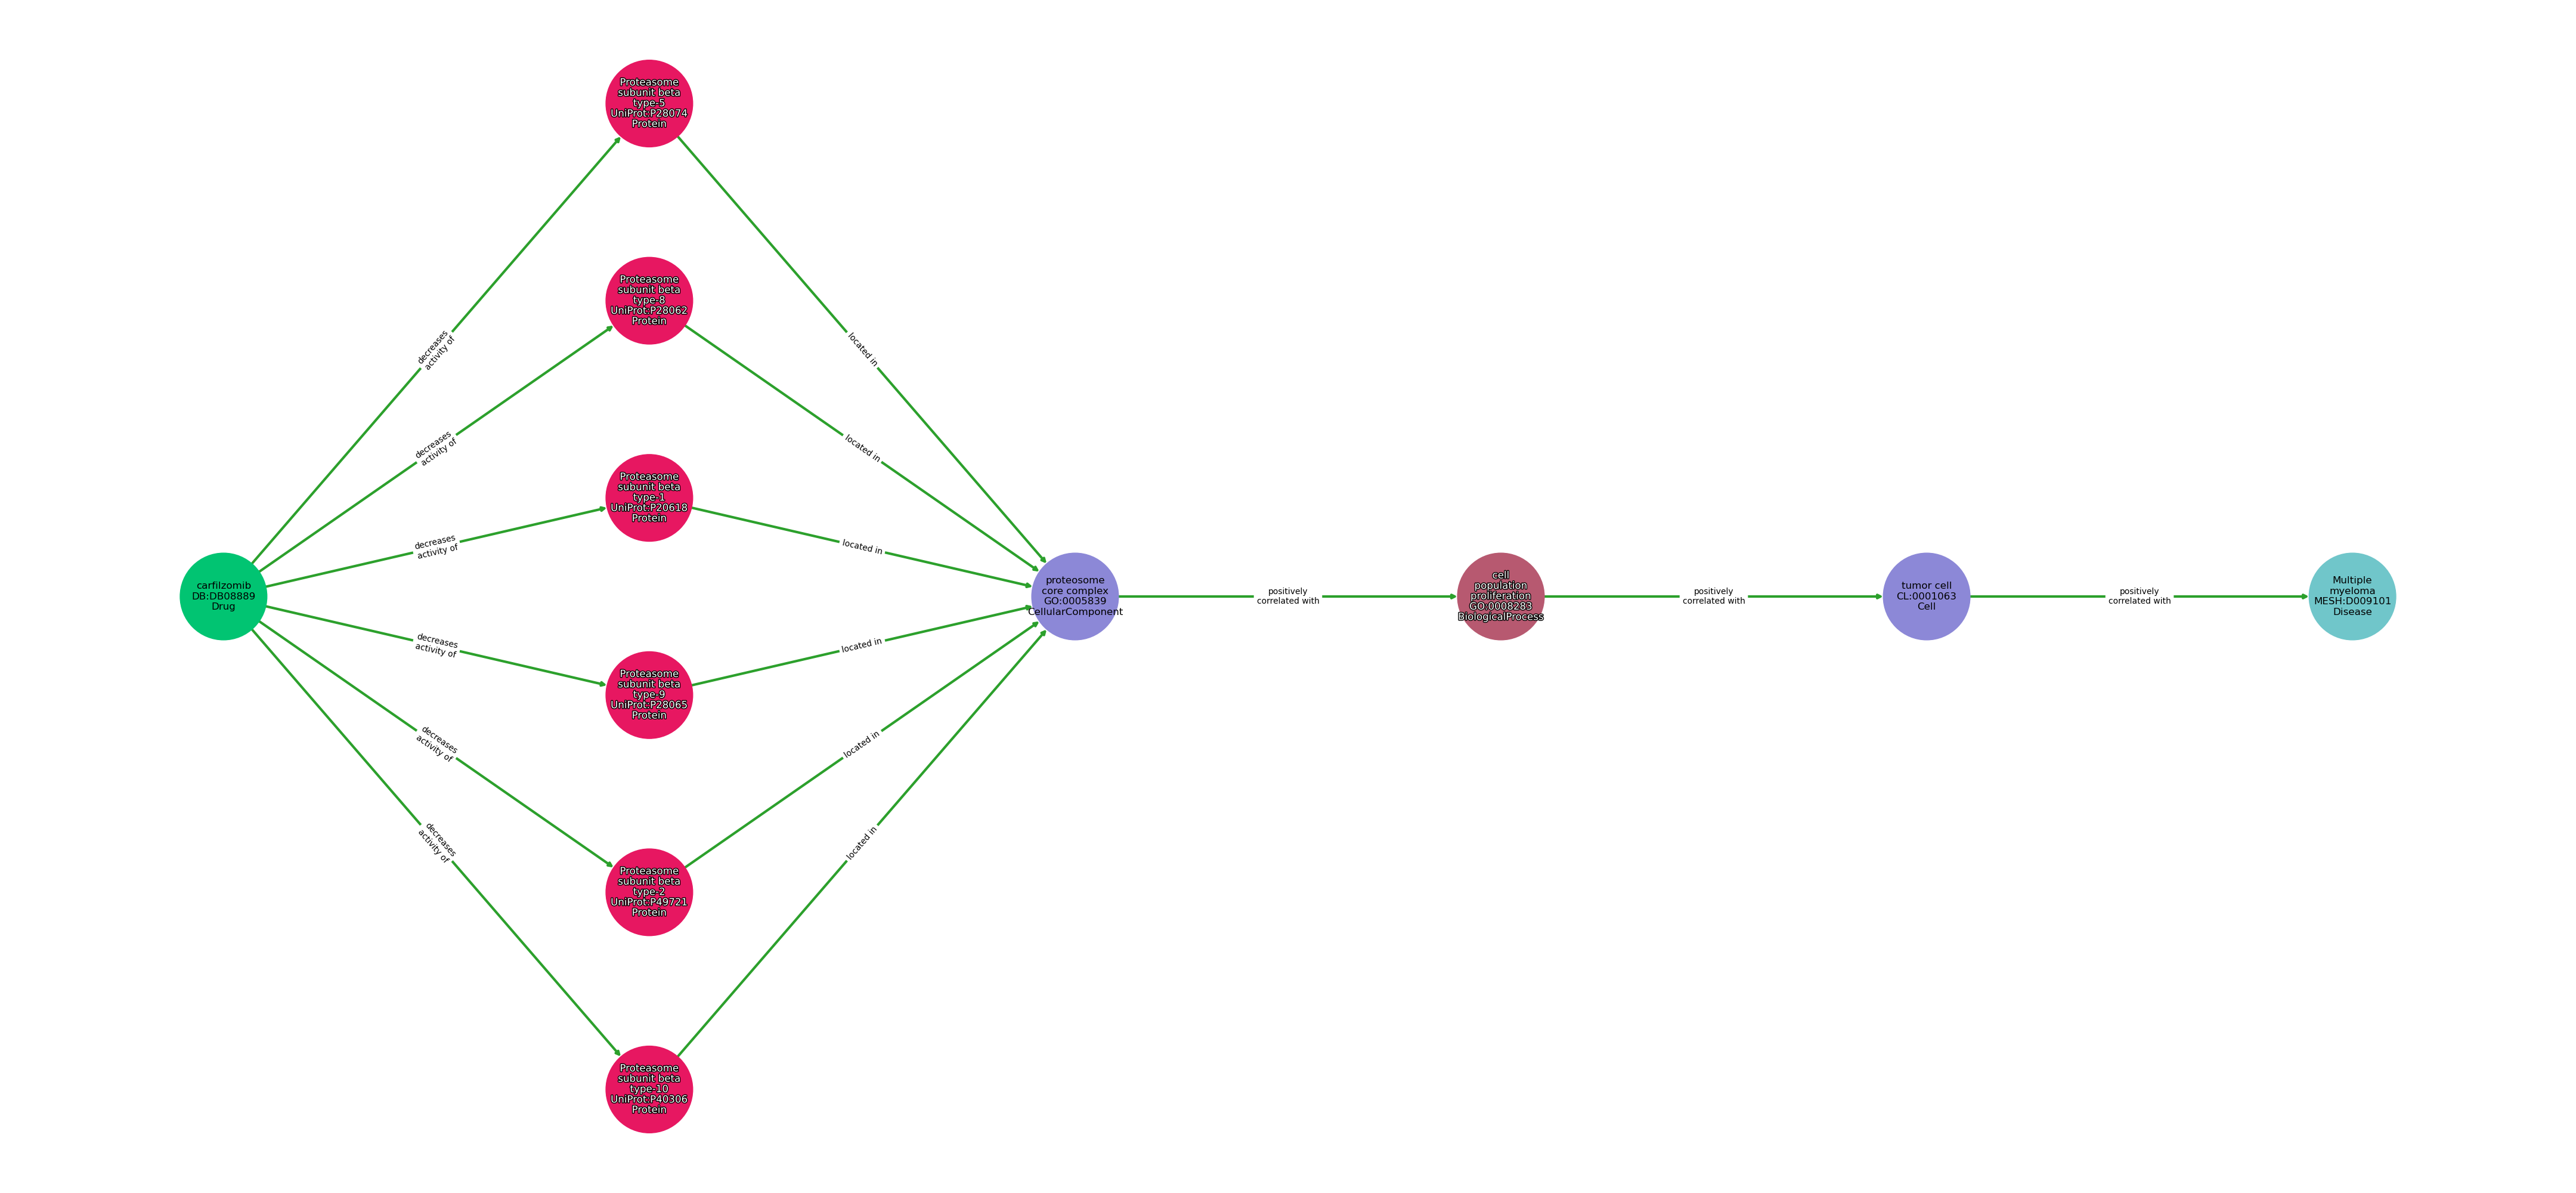 Proteasome
subunit beta
type-5
UniProt:P28074
Protein
Proteasome
subunit beta
type-8
UniProt:P28062
Protein
decreases
activity of
located in
decreases
activity of
located in
Proteasome
subunit beta
type-1
UniProt:P20618
Protein
decreases
activity of
located in
carfilzomib
DB:DB08889
Drug
proteosome
core complex
GO:0005839
CellularComponent
positively
correlated with
cell
population
proliferation
GO:0008283
BiologicalProcess
positively
correlated with
tumor cell
CL:0001063
Cell
positively
correlated with
Multiple
myeloma
MESH:D009101
Disease
decreases
activity of
located in
Proteasome
subunit beta
type-9
UniProt:P28065
Protein
decreases
activity of
located in
decreases
activity of
located in
Proteasome
subunit beta
type-2
UniProt:P49721
Protein
Proteasome
subunit beta
type-10
UniProt:P40306
Protein